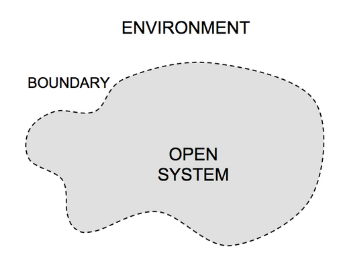 ENVIRONMENT
BOUNDARY
OPEN
SYSTEM